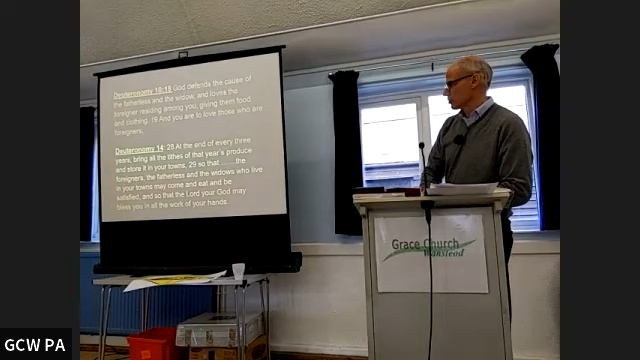 Deuteronomy 10:18 God defends the cause of
the fatherless and the widow, and loves the
foreigner residing among you, giving them food
and clothing. 19 And you are to love those who are
foreigners.
Deuteronomy 14: 28 At the end of every three
years, bring all the tithes of that year's produce
and store it in your towns, 29 so that ...... the
foreigners, the fatherless and the widows who live
in your towns may come and eat and be
satisfied, and so that the Lord your God may
bless you in all the work of your hands.
Grace Church
Wanstead
GCW PA